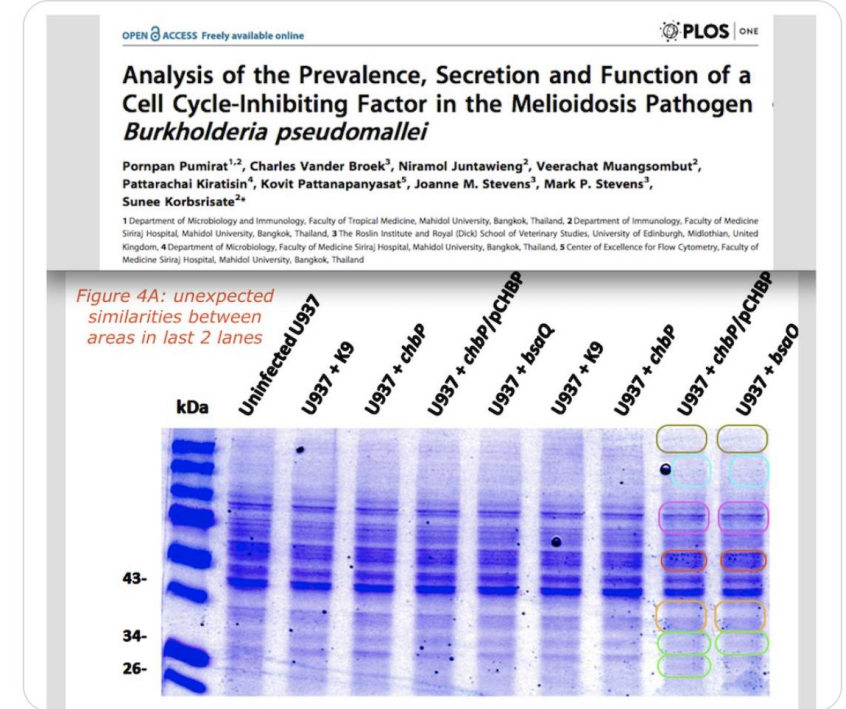 OPEN ACCESS Freely available online
PLOS ONE
Analysis of the Prevalence, Secretion and Function of a
Cell Cycle-Inhibiting Factor in the Melioidosis Pathogen
Burkholderia pseudomallei
Pornpan Pumirat1,2, Charles Vander Broek3, Niramol Juntawieng2, Veerachat Muangsombut2,
Pattarachai Kiratisin4, Kovit Pattanapanyasat5, Joanne M. Stevens3, Mark P. Stevens3,
Sunee Korbsrisate2*
1 Department of Microbiology and Immunology, Faculty of Tropical Medicine, Mahidol University, Bangkok, Thailand, 2 Department of Immunology, Faculty of Medicine
Siriraj Hospital, Mahidol University, Bangkok, Thailand, 3 The Roslin Institute and Royal (Dick) School of Veterinary Studies, University of Edinburgh, Midlothian, United
Kingdom, 4 Department of Microbiology, Faculty of Medicine Siriraj Hospital, Mahidol University, Bangkok, Thailand, 5 Center of Excellence for Flow Cytometry, Faculty of
Medicine Siriraj Hospital, Mahidol University, Bangkok, Thailand
Figure 4A: unexpected
similarities between
areas in last 2 lanes
kDa
Uninfected U937
U937 + K9
U937 + chbP
U937 + chbP/pCHBP
U937 + bsaQ
U937 + K9
U937 + chbP
U937 + chbP/pCHBP
U937 + bsaQ
43-
34-
26-